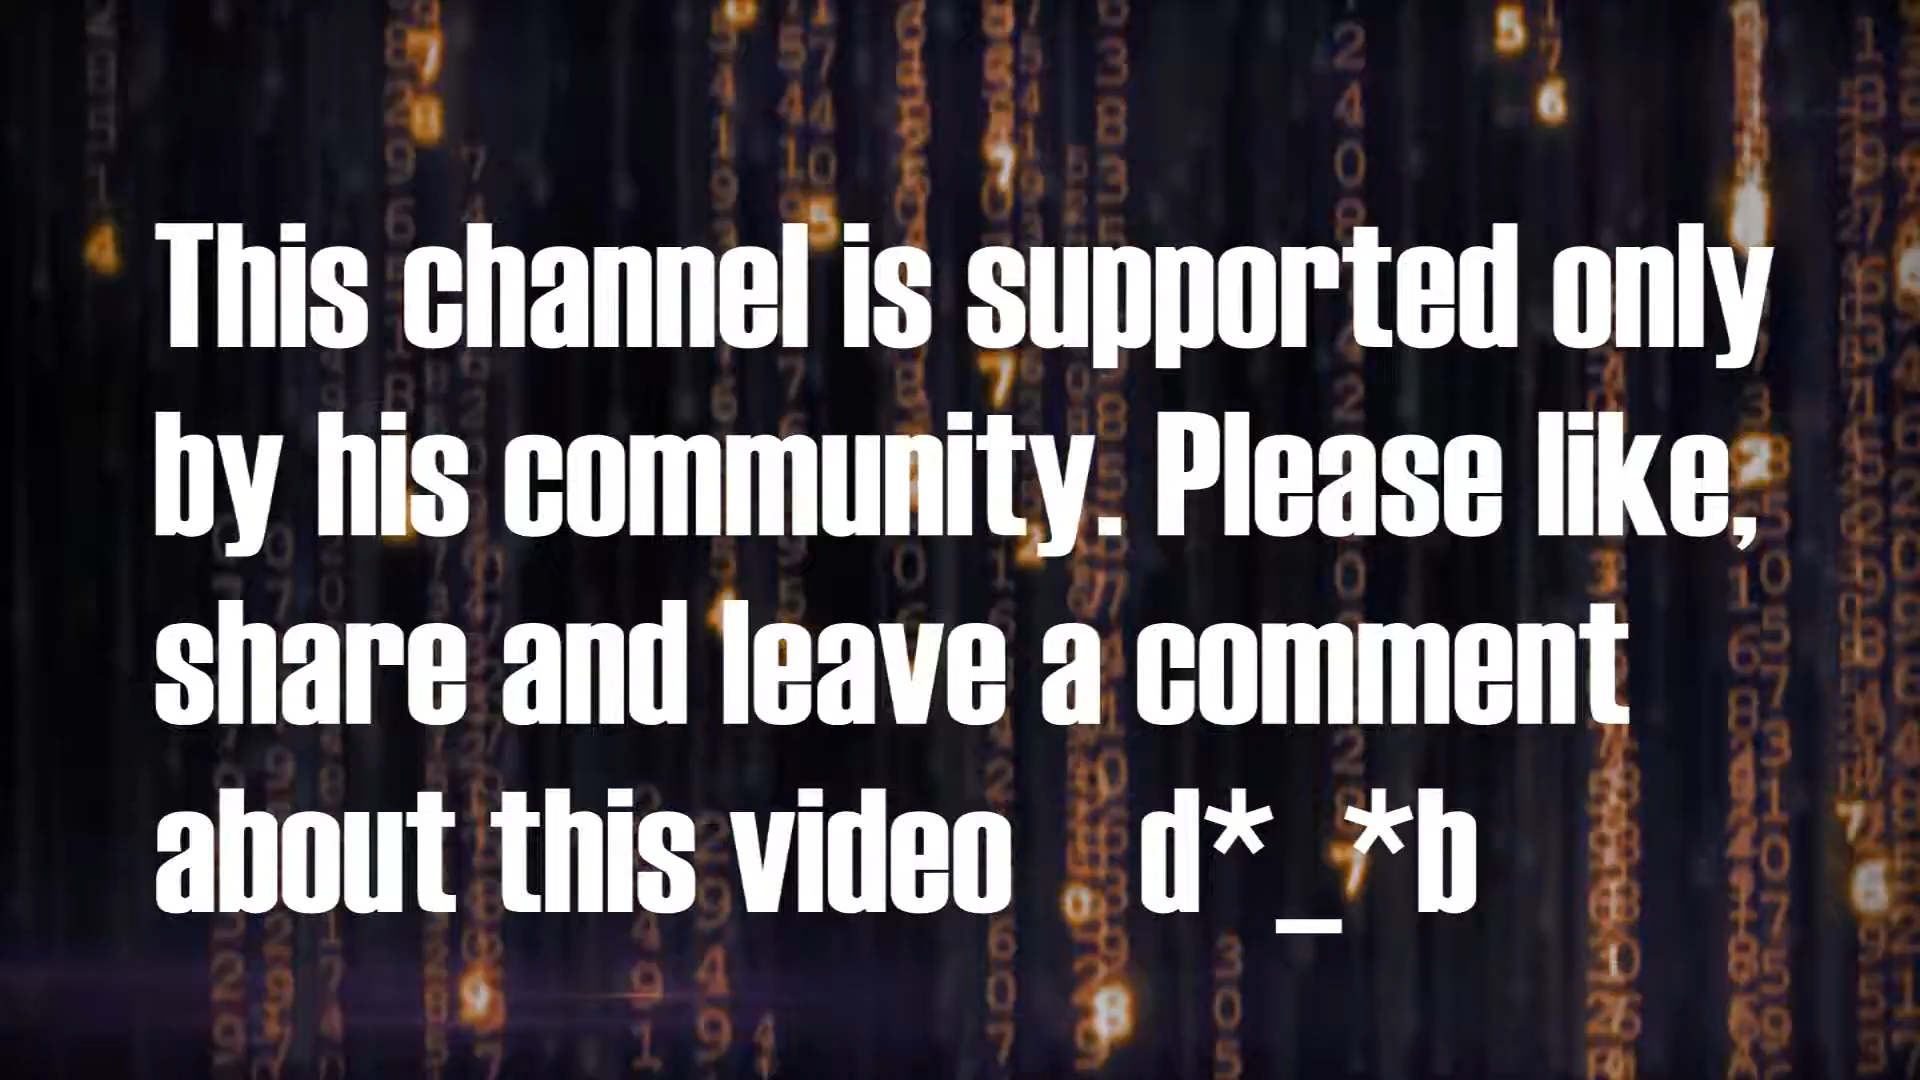 This channel is supported only
by his community. Please like,
share and leave a comment
about this video d*_*b